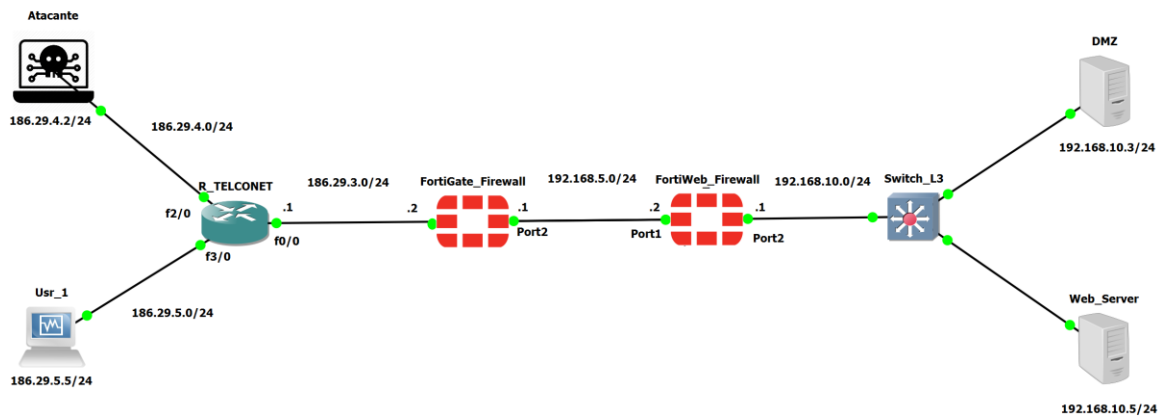 Atacante
186.29.4.2/24
186.29.4.0/24
R_TELCONET
f2/0
.1
f0/0
f3/0
186.29.3.0/24
Usr_1
186.29.5.0/24
186.29.5.5/24
FortiGate_Firewall
.2
.1
Port2
192.168.5.0/24
FortiWeb_Firewall
.2
.1
Port1
Port2
192.168.10.0/24
Switch_L3
DMZ
192.168.10.3/24
Web_Server
192.168.10.5/24